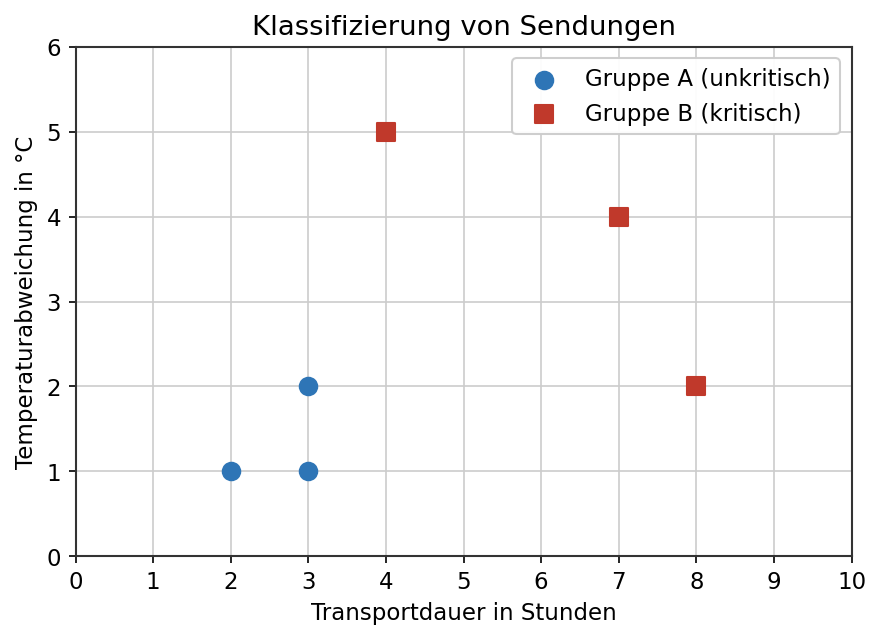 Klassifizierung von Sendungen
Gruppe A (unkritisch)
Gruppe B (kritisch)
Temperaturabweichung in °C
6
5
4
3
2
1
0
0 1 2 3 4 5 6 7 8 9 10
Transportdauer in Stunden